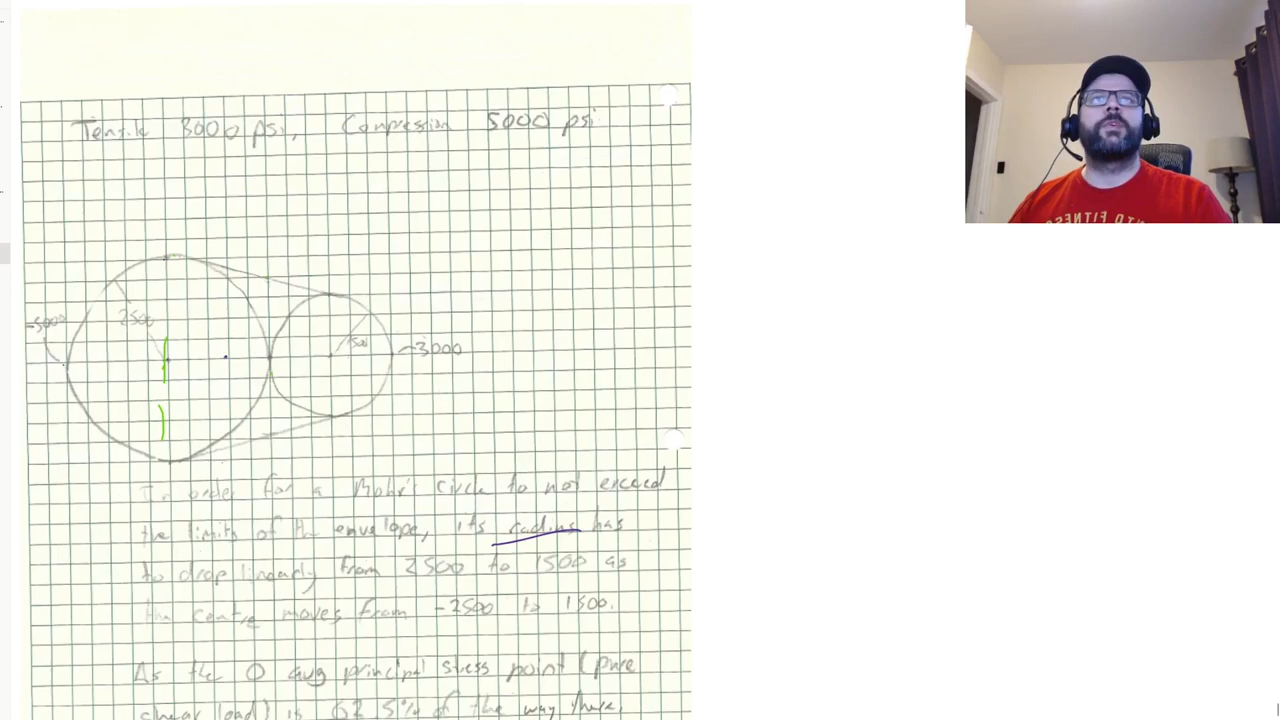 Tensile 3000 psi, Compression 5000 psi
-5000
2500
1500
~3000
In order for a Mohr's circle to not exceed
the limits of the envelope, its radius has
to drop linearly from 2500 to 1500 as
the centre moves from -2500 to 1500.
As the 0 avg principal stress point (pure
shear load) is 62.5% of the way there,